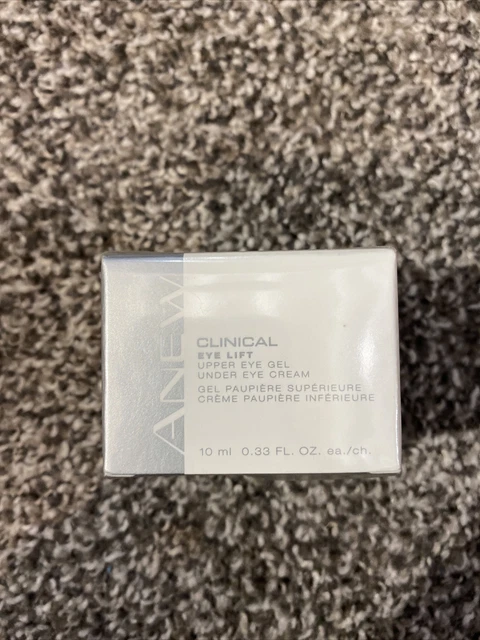 ANEW
CLINICAL
EYE LIFT
UPPER EYE GEL
UNDER EYE CREAM
GEL PAUPIÈRE SUPÉRIEURE
CRÈME PAUPIÈRE INFÉRIEURE
10 ml 0.33 FL. OZ. ea./ch.